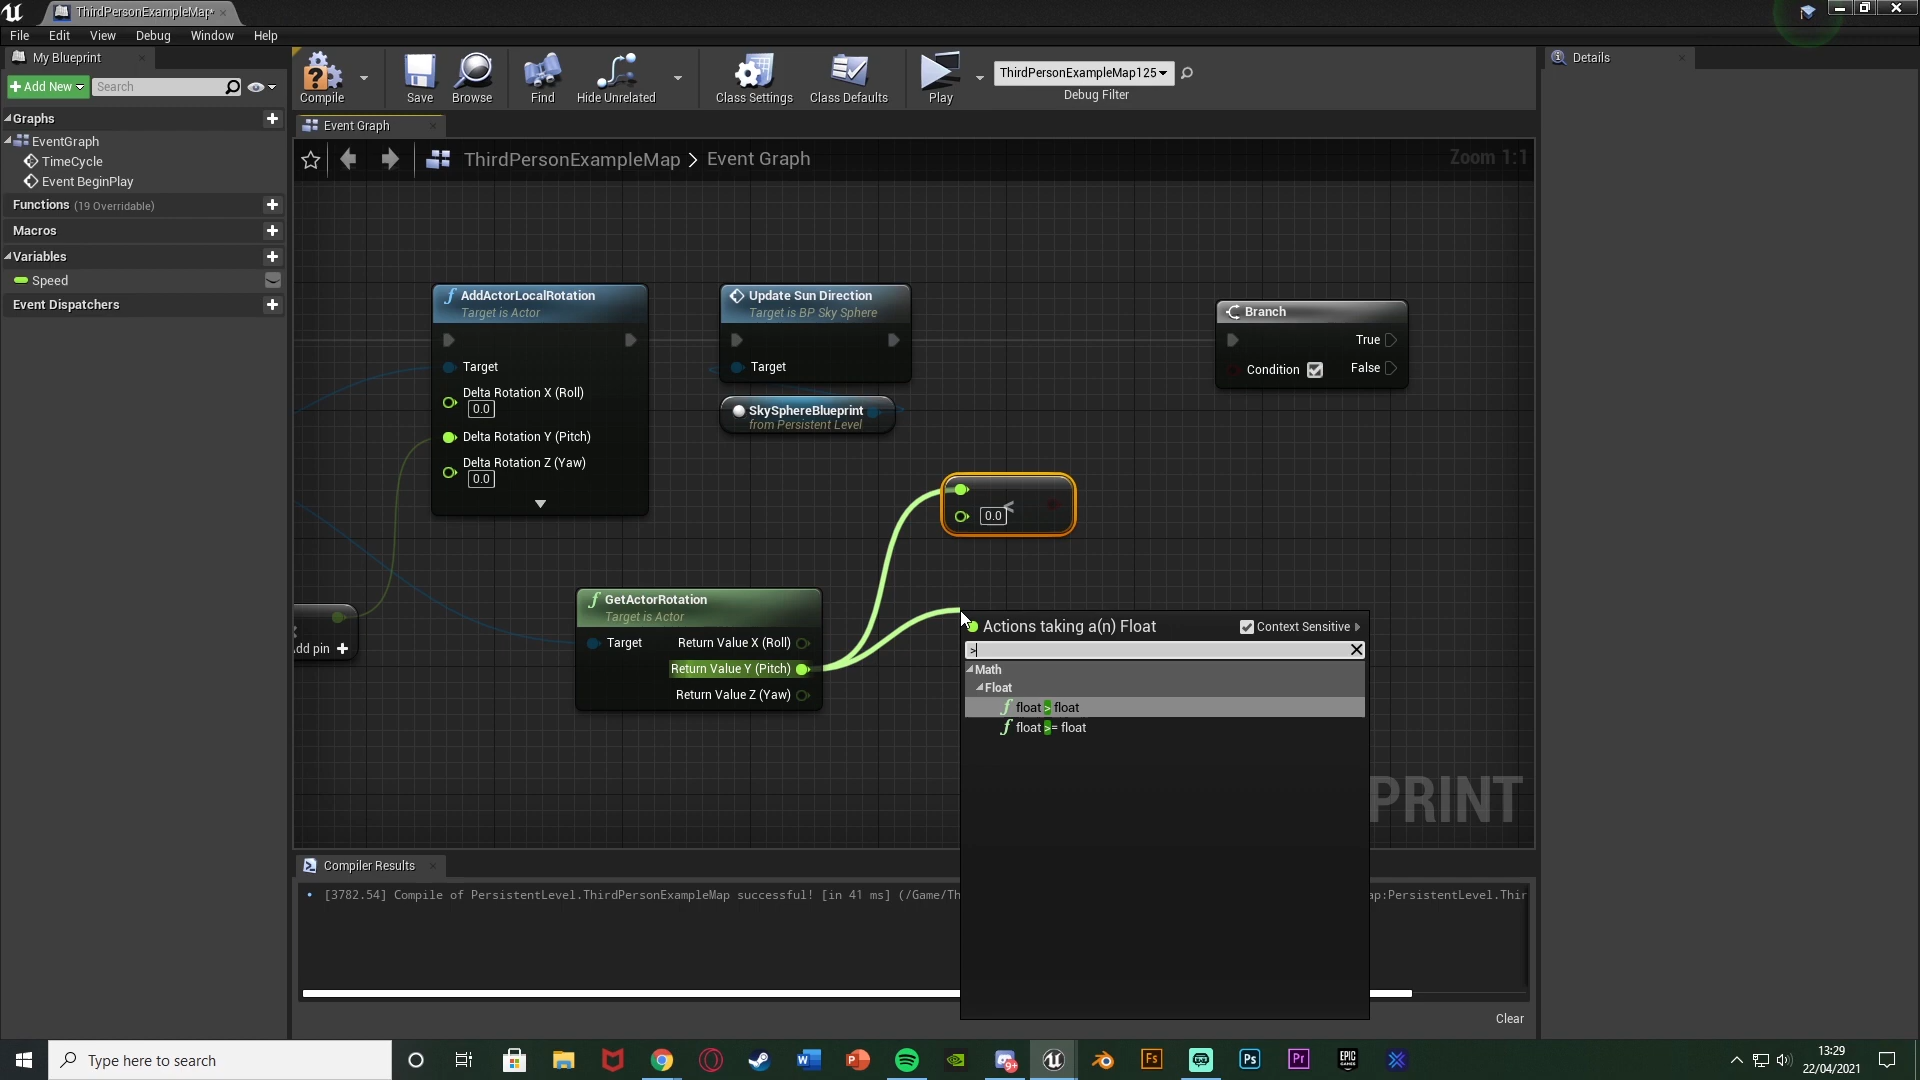 ThirdPersonExampleMap*
File Edit View Debug Window Help
My Blueprint
Add New
Search
Graphs
EventGraph
TimeCycle
Event BeginPlay
Functions (19 Overridable)
Macros
Variables
Speed
Event Dispatchers
Compile
Save
Browse
Find
Hide Unrelated
Class Settings
Class Defaults
Play
ThirdPersonExampleMap125
Debug Filter
Event Graph
ThirdPersonExampleMap > Event Graph
Zoom 1:1
AddActorLocalRotation
Target is Actor
Target
Delta Rotation X (Roll)
0.0
Delta Rotation Y (Pitch)
Delta Rotation Z (Yaw)
0.0
Update Sun Direction
Target is BP Sky Sphere
Target
SkySphereBlueprint
from Persistent Level
Branch
True
Condition
False
<
0.0
dd pin +
GetActorRotation
Target is Actor
Target
Return Value X (Roll)
Return Value Y (Pitch)
Return Value Z (Yaw)
Actions taking a(n) Float
Context Sensitive
>
Math
Float
float > float
float >= float
PRINT
Compiler Results
[3782.54] Compile of PersistentLevel.ThirdPersonExampleMap successful! [in 41 ms] (/Game/Th
ap:PersistentLevel.Thir
Clear
Details
Type here to search
13:29
22/04/2021